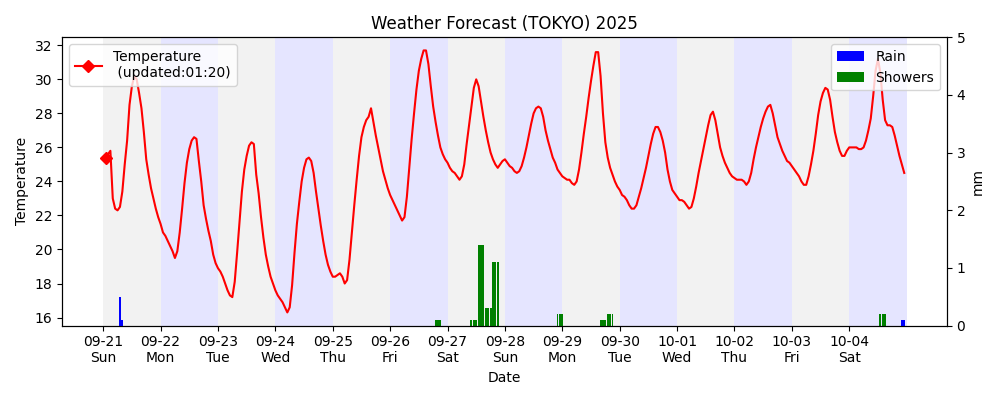 Weather Forecast (TOKYO) 2025
Temperature
(updated:01:20)
Rain
Showers
Temperature
32
30
28
26
24
22
20
18
16
5
4
3
2
1
0
mm
09-21 09-22 09-23 09-24 09-25 09-26 09-27 09-28 09-29 09-30 10-01 10-02 10-03 10-04
Sun Mon Tue Wed Thu Fri Sat Sun Mon Tue Wed Thu Fri Sat
Date